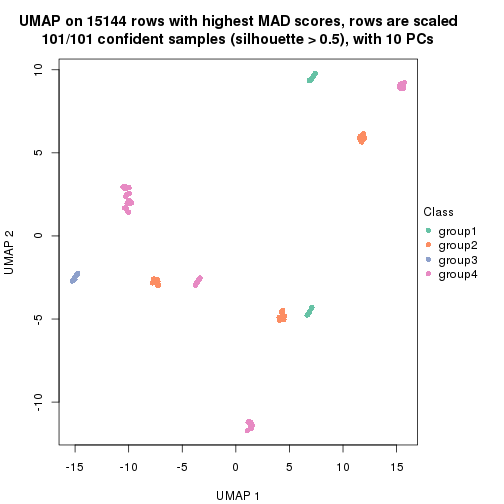 UMAP on 15144 rows with highest MAD scores, rows are scaled
101/101 confident samples (silhouette > 0.5), with 10 PCs
10
5
0
-5
-10
UMAP 2
-15
-10
-5
0
5
10
15
UMAP 1
Class
group1
group2
group3
group4